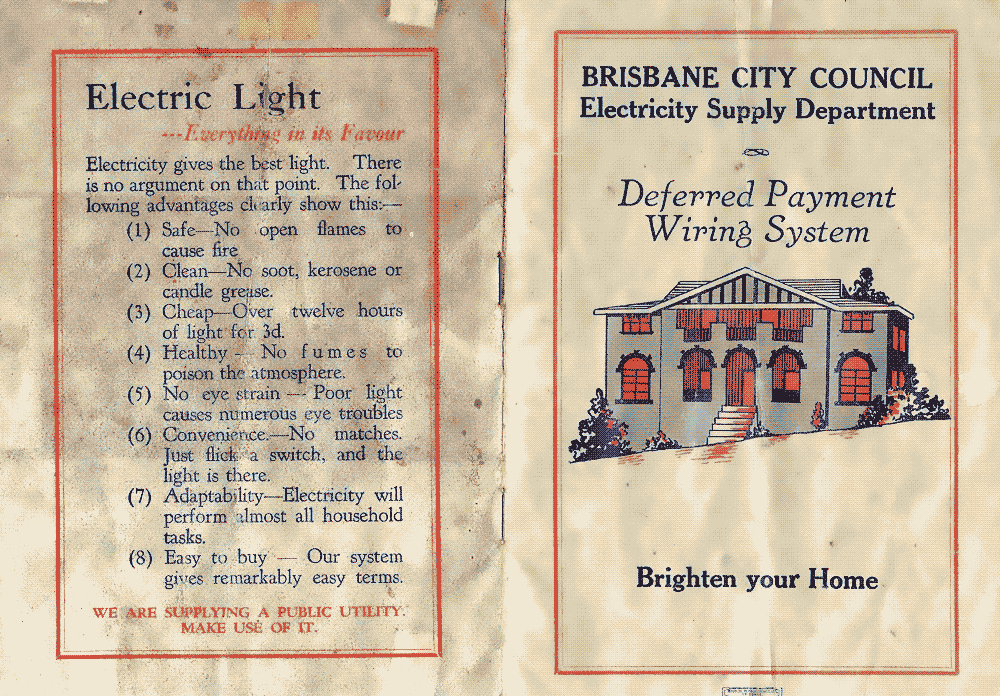 Electric Light
---Everything in its Favour
Electricity gives the best light. There
is no argument on that point. The fol-
lowing advantages clearly show this:—
(1) Safe—No open flames to
cause fire
(2) Clean—No soot, kerosene or
candle grease.
(3) Cheap—Over twelve hours
of light for 3d.
(4) Healthy — No fumes to
poison the atmosphere.
(5) No eye strain — Poor light
causes numerous eye troubles
(6) Convenience.—No matches.
Just flick a switch, and the
light is there.
(7) Adaptability—Electricity will
perform almost all household
tasks.
(8) Easy to buy — Our system
gives remarkably easy terms.
WE ARE SUPPLYING A PUBLIC UTILITY.
MAKE USE OF IT.
BRISBANE CITY COUNCIL
Electricity Supply Department
Deferred Payment
Wiring System
Brighten your Home